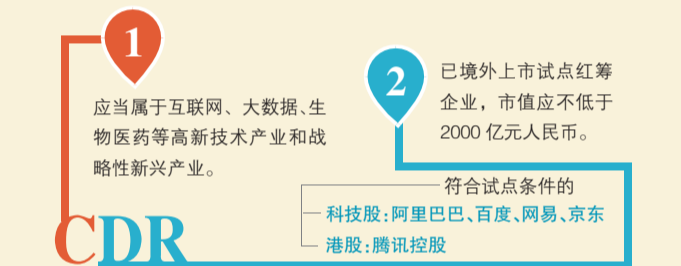 1
应当属于互联网、大数据、生
物医药等高新技术产业和战
略性新兴产业。
2
已境外上市试点红筹
企业，市值应不低于
2000 亿元人民币。
符合试点条件的
科技股：阿里巴巴、百度、网易、京东
港股：腾讯控股
CDR